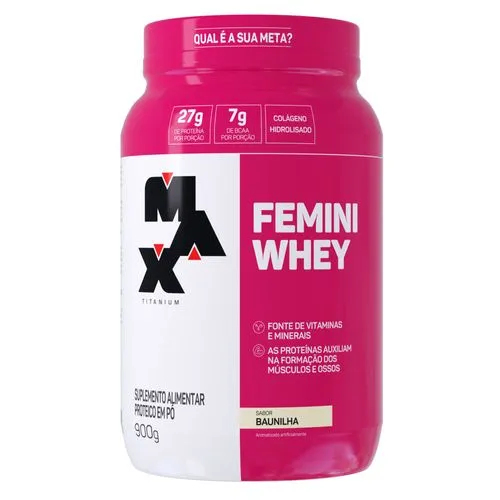 QUAL É A SUA META?
27g
DE PROTEÍNA
POR PORÇÃO
7g
DE BCAA
POR PORÇÃO
COLÁGENO
HIDROLISADO
MAX
TITANIUM
FEMINI
WHEY
FONTE DE VITAMINAS
E MINERAIS
AS PROTEÍNAS AUXILIAM
NA FORMAÇÃO DOS
MÚSCULOS E OSSOS
SUPLEMENTO ALIMENTAR
PROTEICO EM PÓ
900g
SABOR
BAUNILHA
Aromatizado artificialmente